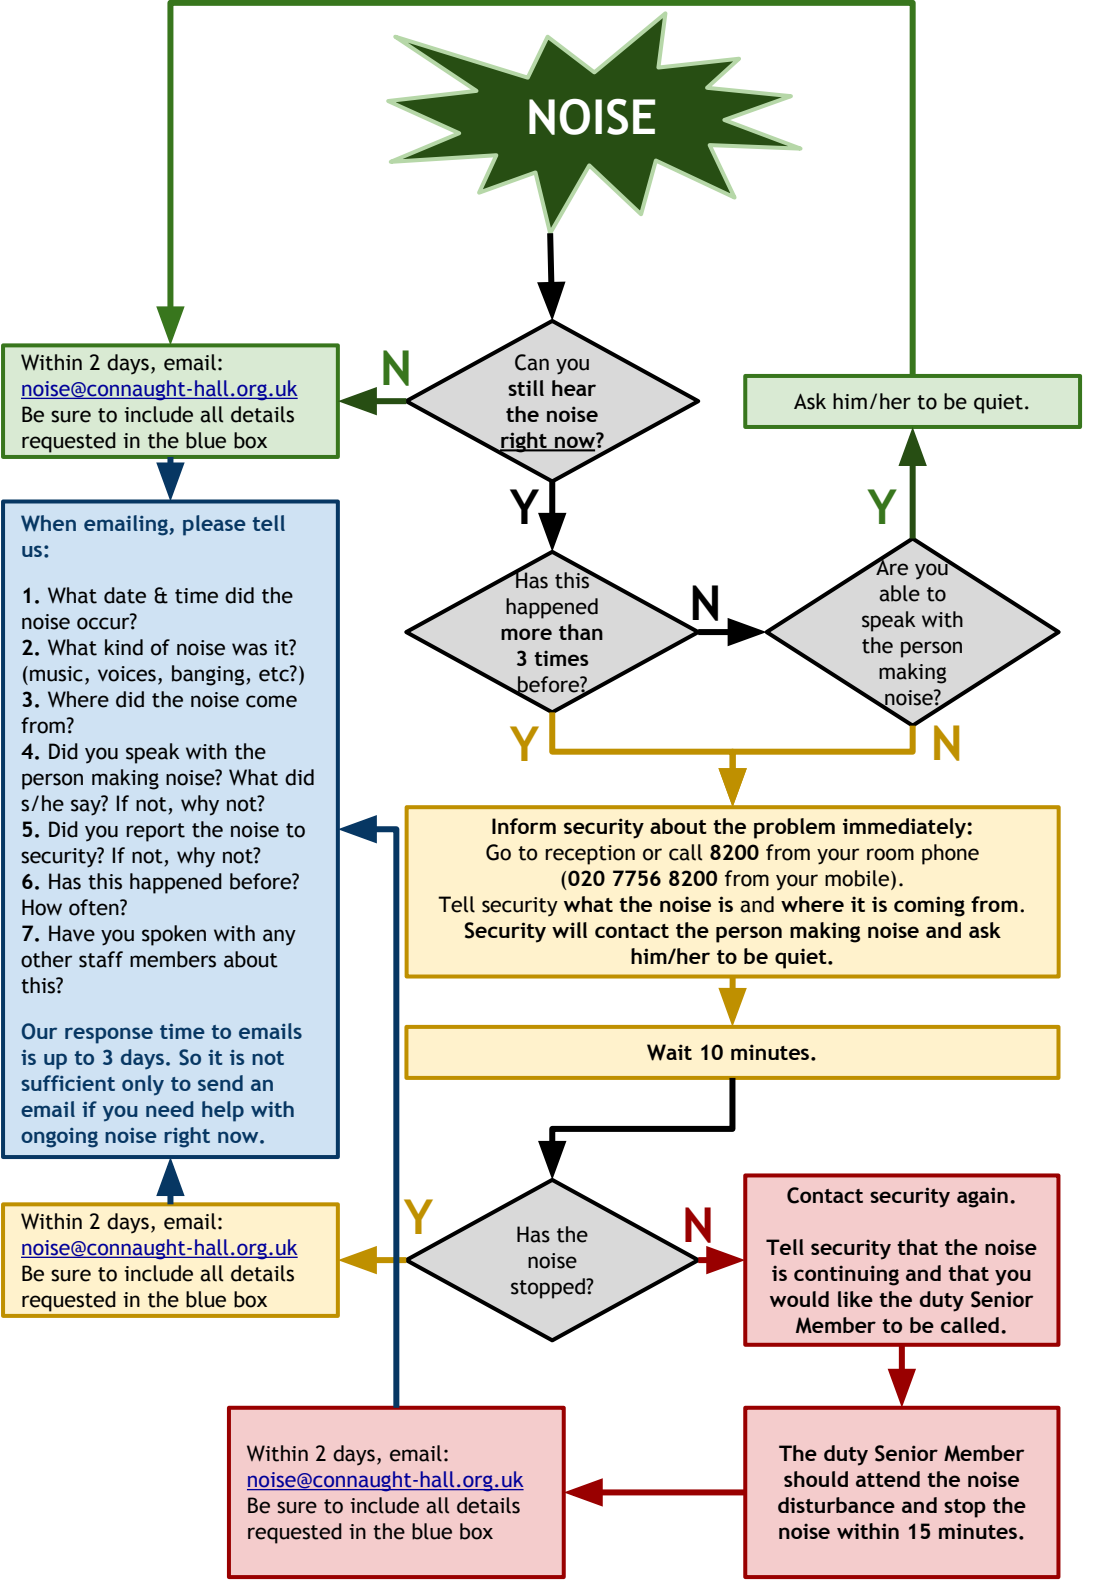 NOISE
N
Can you
still hear
the noise
right now?
Within 2 days, email:
noise@connaught-hall.org.uk
Be sure to include all details
requested in the blue box
Ask him/her to be quiet.
Y
Y
When emailing, please tell
us:
1. What date & time did the
noise occur?
2. What kind of noise was it?
(music, voices, banging, etc?)
3. Where did the noise come
from?
4. Did you speak with the
person making noise? What did
s/he say? If not, why not?
5. Did you report the noise to
security? If not, why not?
6. Has this happened before?
How often?
7. Have you spoken with any
other staff members about
this?
Our response time to emails
is up to 3 days. So it is not
sufficient only to send an
email if you need help with
ongoing noise right now.
Has this
happened
more than
3 times
before?
N
Are you
able to
speak with
the person
making
noise?
Y
N
Inform security about the problem immediately:
Go to reception or call 8200 from your room phone
(020 7756 8200 from your mobile).
Tell security what the noise is and where it is coming from.
Security will contact the person making noise and ask
him/her to be quiet.
Wait 10 minutes.
Y
Has the
noise
stopped?
N
Within 2 days, email:
noise@connaught-hall.org.uk
Be sure to include all details
requested in the blue box
Contact security again.
Tell security that the noise
is continuing and that you
would like the duty Senior
Member to be called.
Within 2 days, email:
noise@connaught-hall.org.uk
Be sure to include all details
requested in the blue box
The duty Senior Member
should attend the noise
disturbance and stop the
noise within 15 minutes.